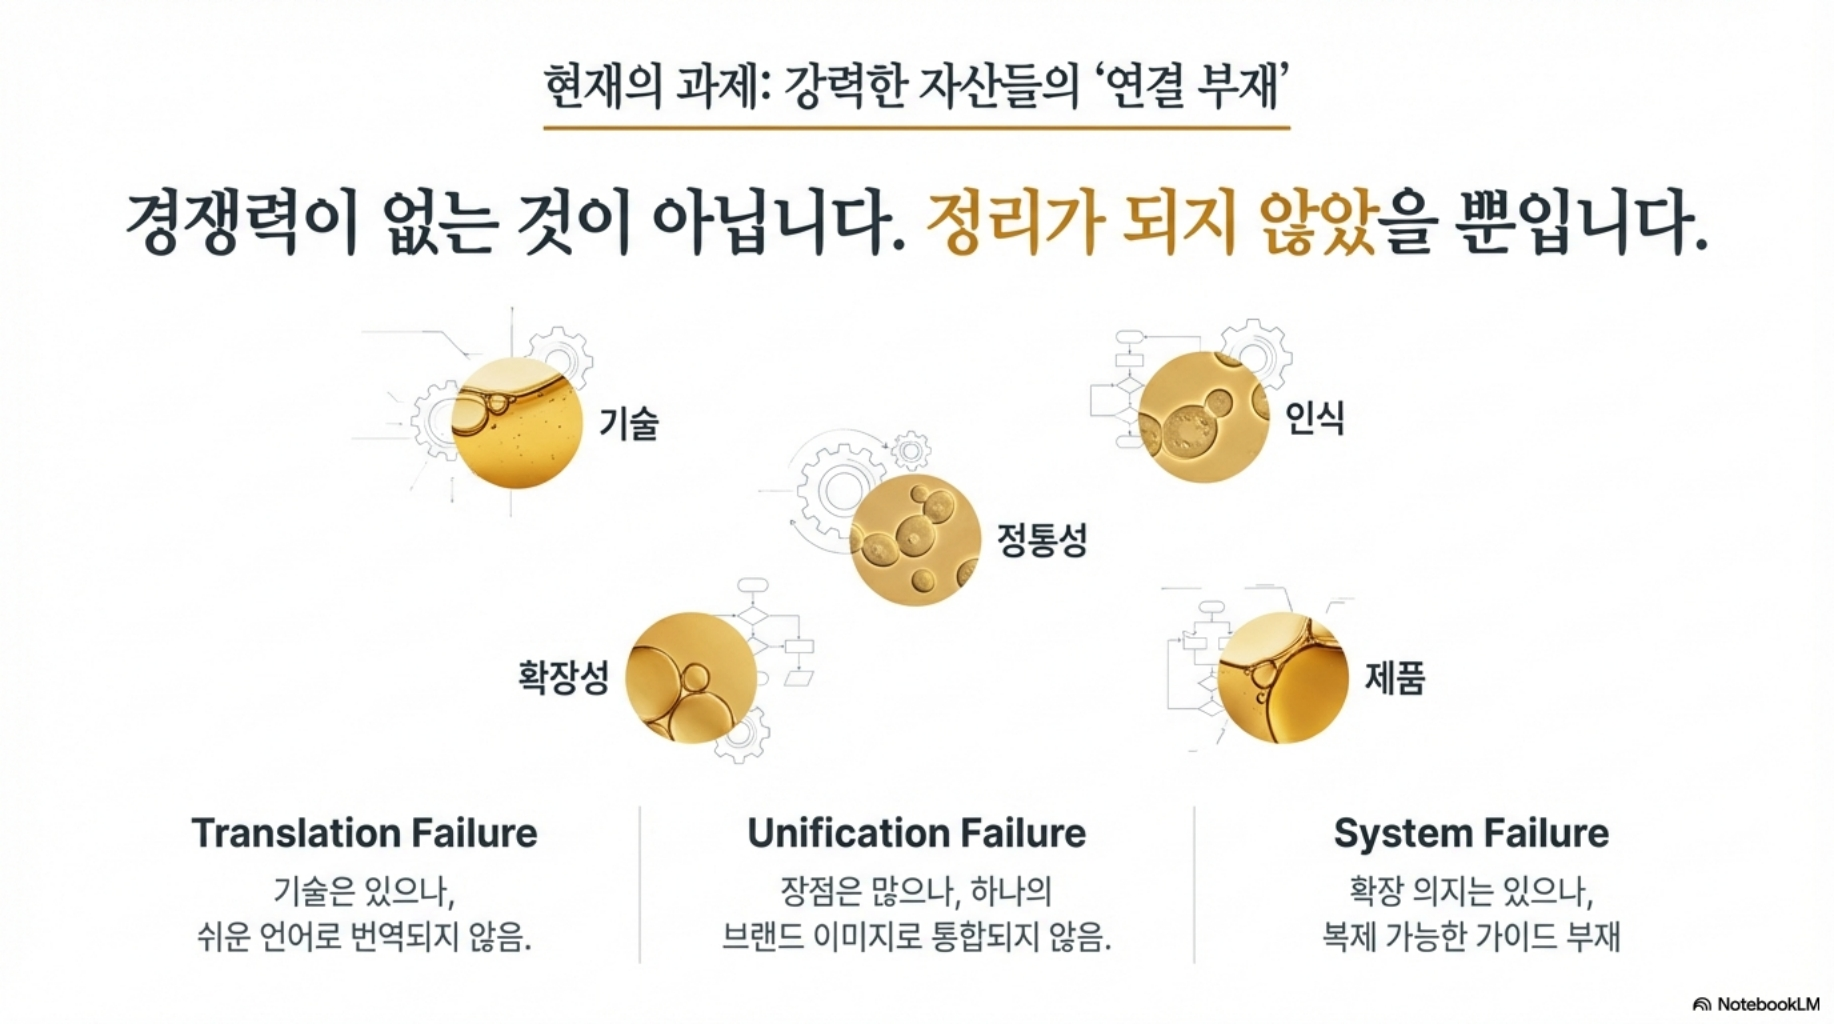 현재의 과제: 강력한 자산들의 ‘연결 부재’
경쟁력이 없는 것이 아닙니다. 정리가 되지 않았을 뿐입니다.
기술
인식
정통성
확장성
제품
Translation Failure
기술은 있으나,
쉬운 언어로 번역되지 않음.
Unification Failure
장점은 많으나, 하나의
브랜드 이미지로 통합되지 않음.
System Failure
확장 의지는 있으나,
복제 가능한 가이드 부재
NotebookLM